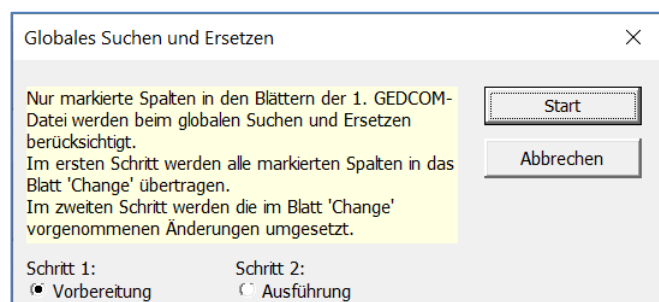 Globales Suchen und Ersetzen
Nur markierte Spalten in den Blättern der 1. GEDCOM-
Datei werden beim globalen Suchen und Ersetzen
berücksichtigt.
Im ersten Schritt werden alle markierten Spalten in das
Blatt 'Change' übertragen.
Im zweiten Schritt werden die im Blatt 'Change'
vorgenommenen Änderungen umgesetzt.
Start
Abbrechen
Schritt 1: Schritt 2:
Vorbereitung Ausführung